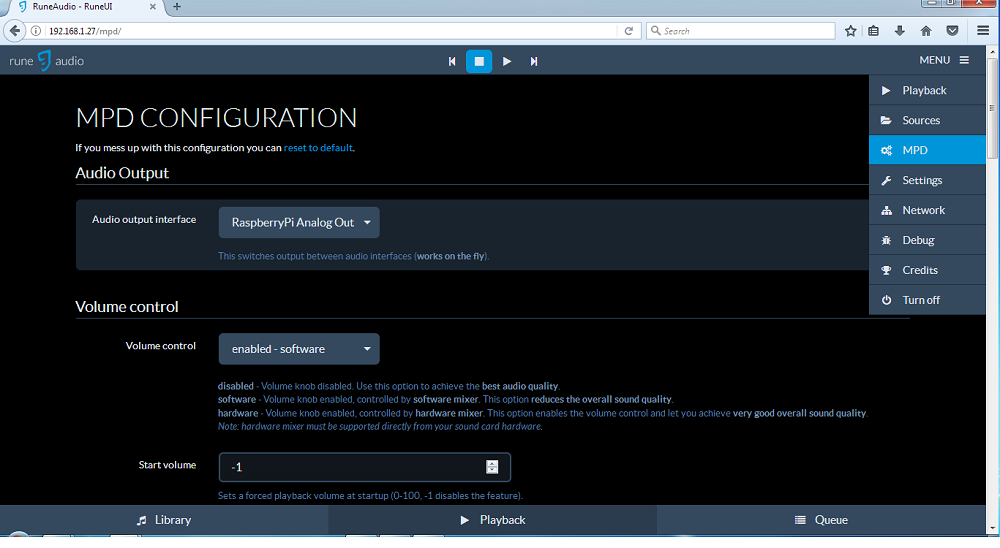 RuneAudio - RuneUI
192.168.1.27/mpd/
Search
rune audio
MENU
Playback
Sources
MPD
Settings
Network
Debug
Credits
Turn off
MPD CONFIGURATION
If you mess up with this configuration you can reset to default.
Audio Output
Audio output interface
RaspberryPi Analog Out
This switches output between audio interfaces (works on the fly).
Volume control
Volume control
enabled - software
disabled - Volume knob disabled. Use this option to achieve the best audio quality.
software - Volume knob enabled, controlled by software mixer. This option reduces the overall sound quality.
hardware - Volume knob enabled, controlled by hardware mixer. This option enables the volume control and let you achieve very good overall sound quality.
Note: hardware mixer must be supported directly from your sound card hardware.
Start volume
-1
Sets a forced playback volume at startup (0-100, -1 disables the feature).
Library
Playback
Queue